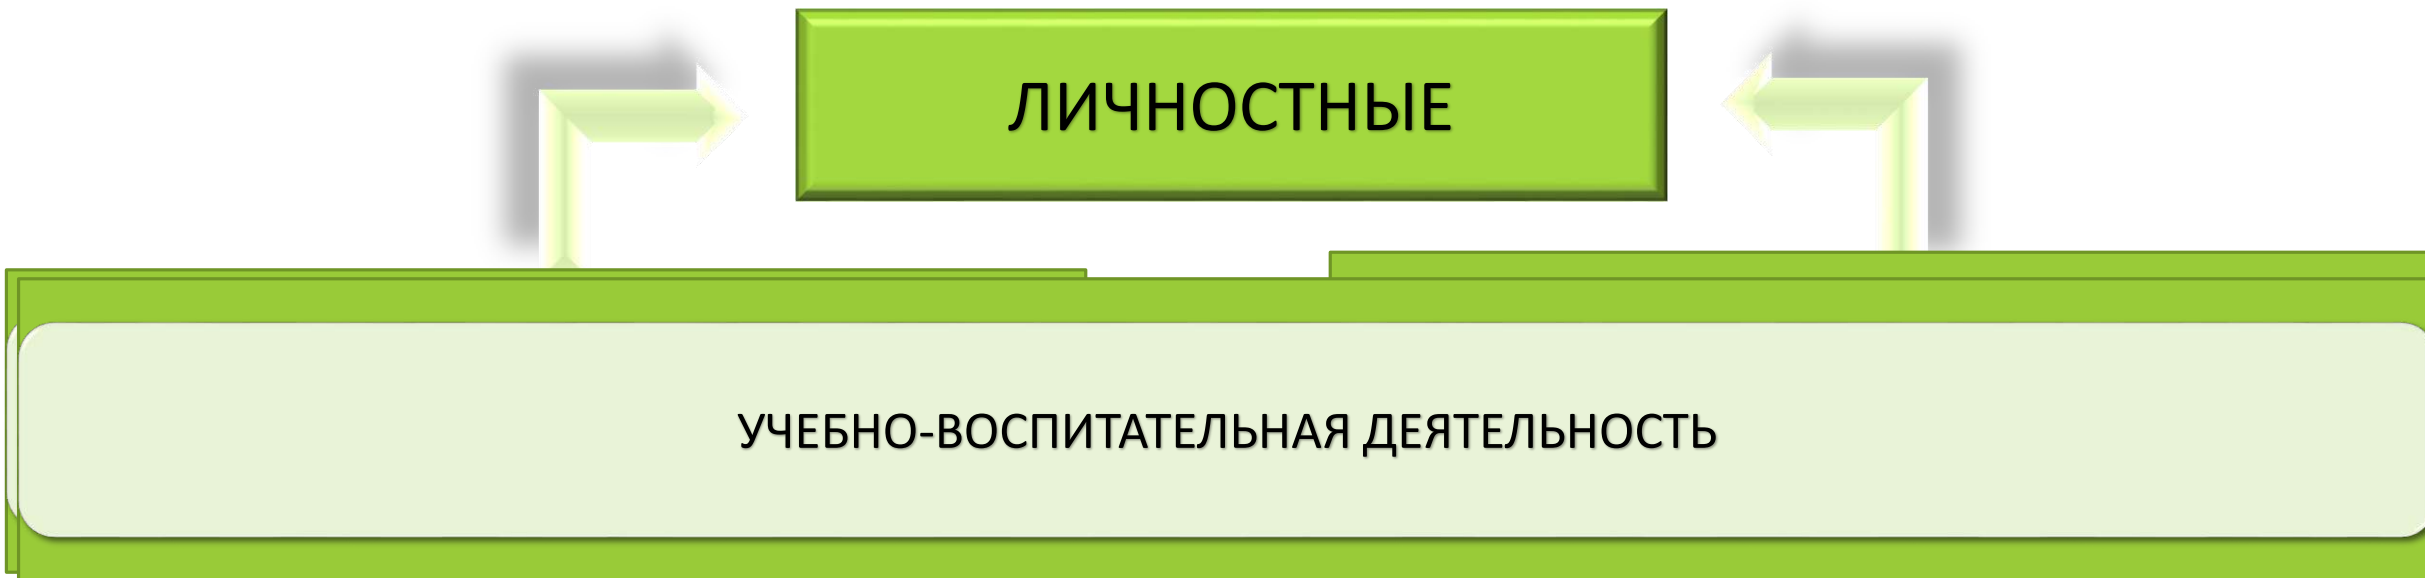 ЛИЧНОСТНЫЕ
УЧЕБНО-ВОСПИТАТЕЛЬНАЯ ДЕЯТЕЛЬНОСТЬ